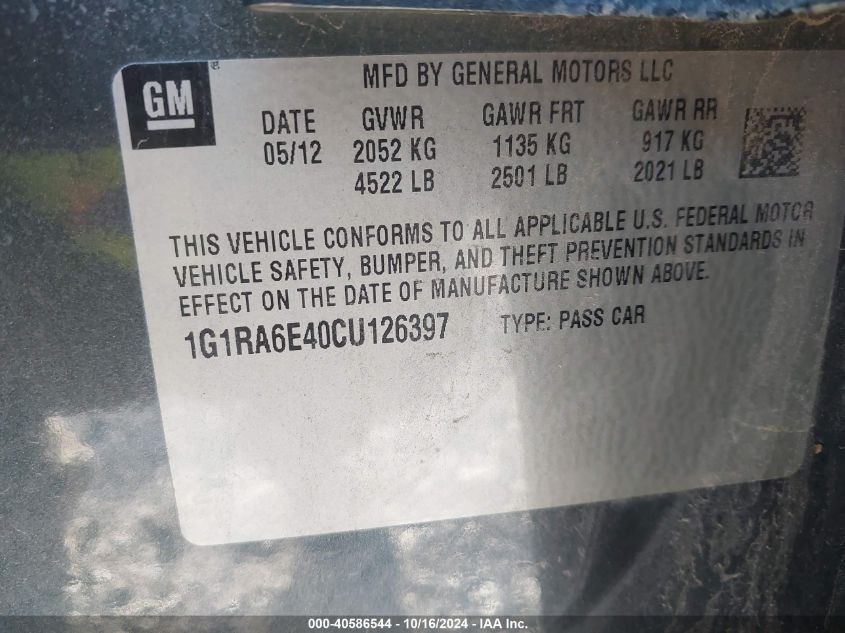 GM ®
MFD BY GENERAL MOTORS LLC
DATE GVWR GAWR FRT GAWR RR
05/12 2052 KG 1135 KG 917 KG
4522 LB 2501 LB 2021 LB
THIS VEHICLE CONFORMS TO ALL APPLICABLE U.S. FEDERAL MOTOR
VEHICLE SAFETY, BUMPER, AND THEFT PREVENTION STANDARDS IN
EFFECT ON THE DATE OF MANUFACTURE SHOWN ABOVE.
1G1RA6E40CU126397 TYPE: PASS CAR
000-40586544 - 10/16/2024 - IAA Inc.